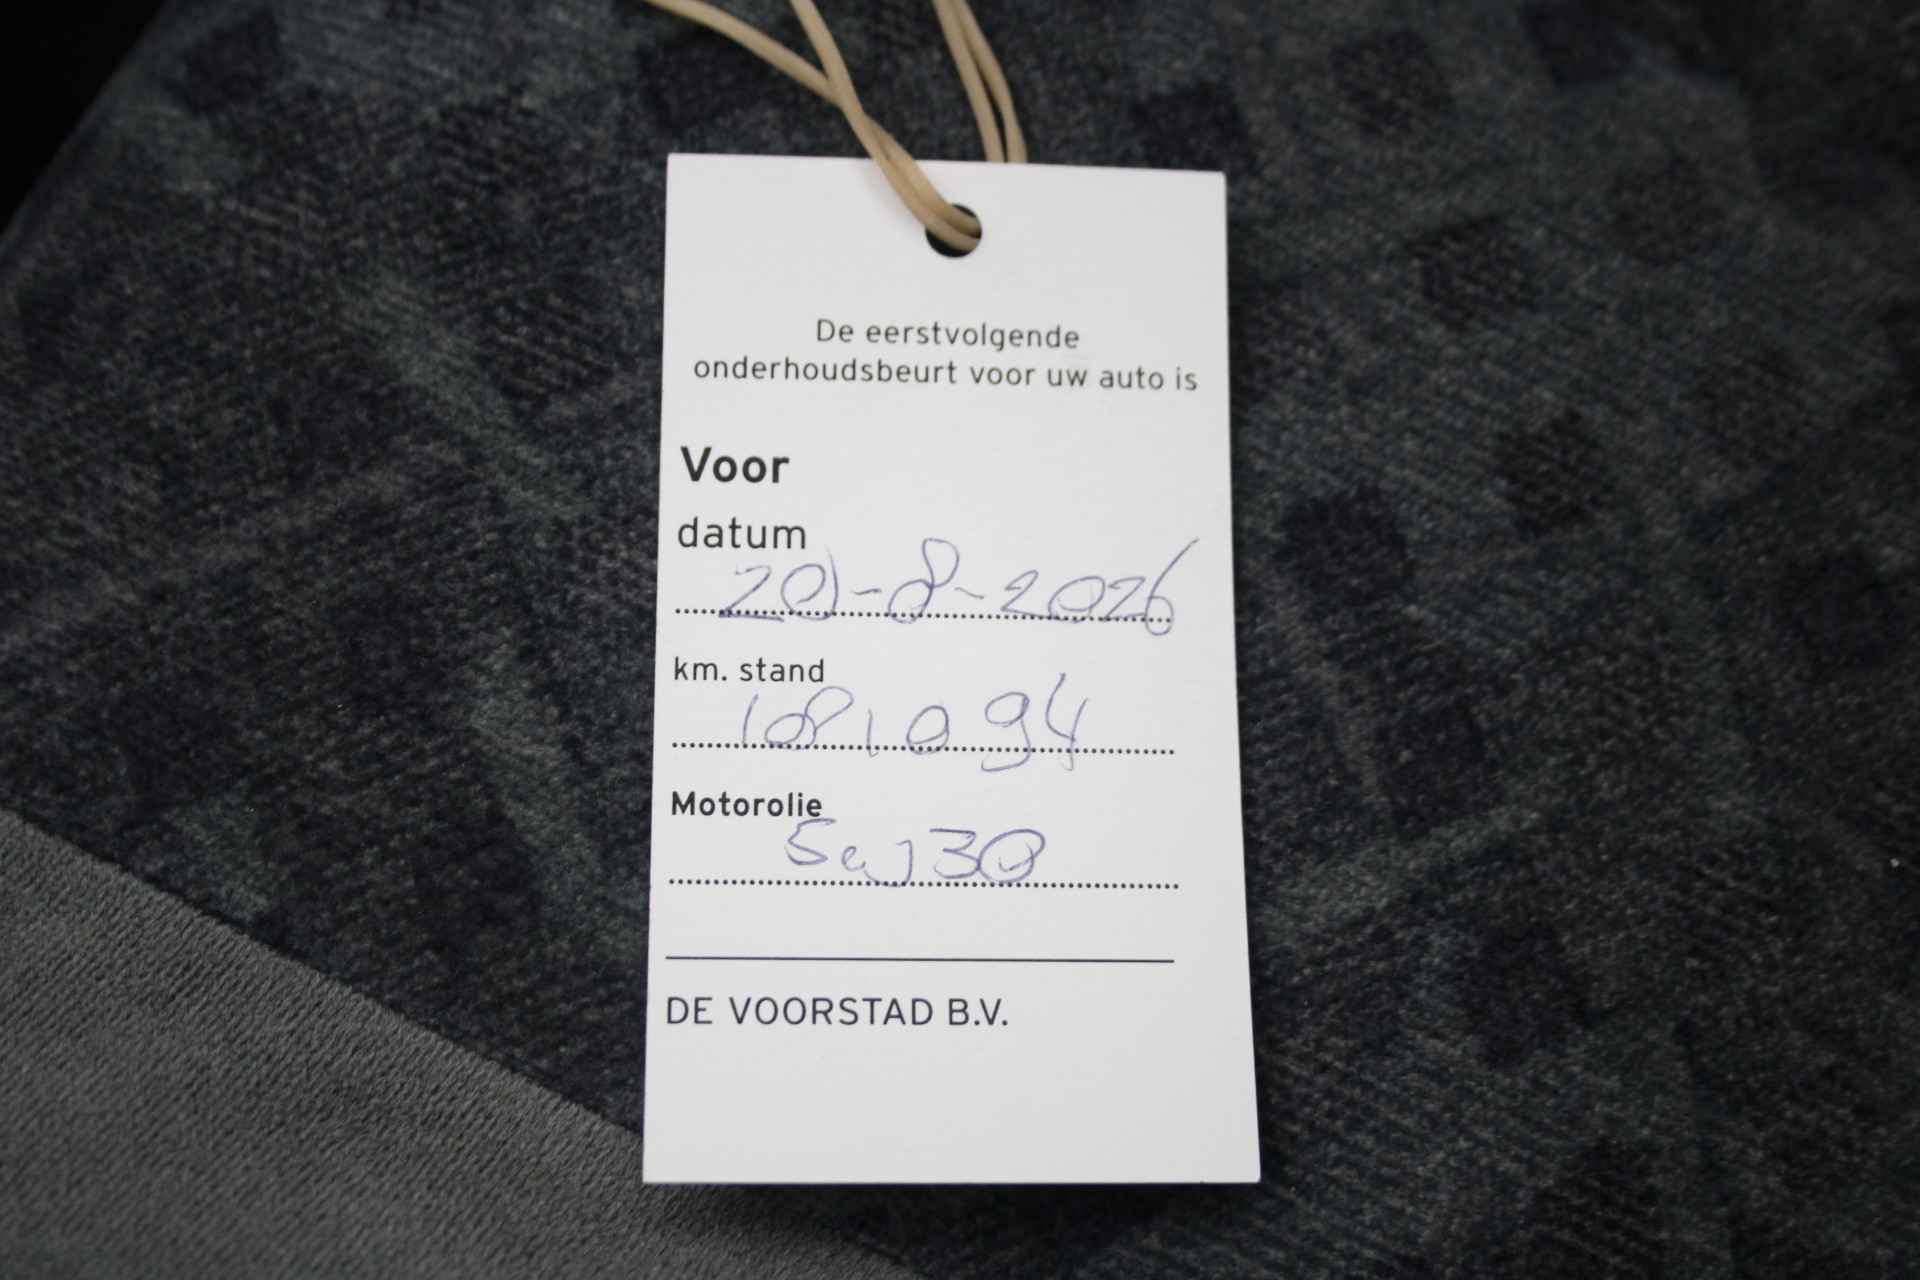 De eerstvolgende
onderhoudsbeurt voor uw auto is
Voor
datum
20-8-2026
km. stand
181094
Motorolie
5w30
DE VOORSTAD B.V.